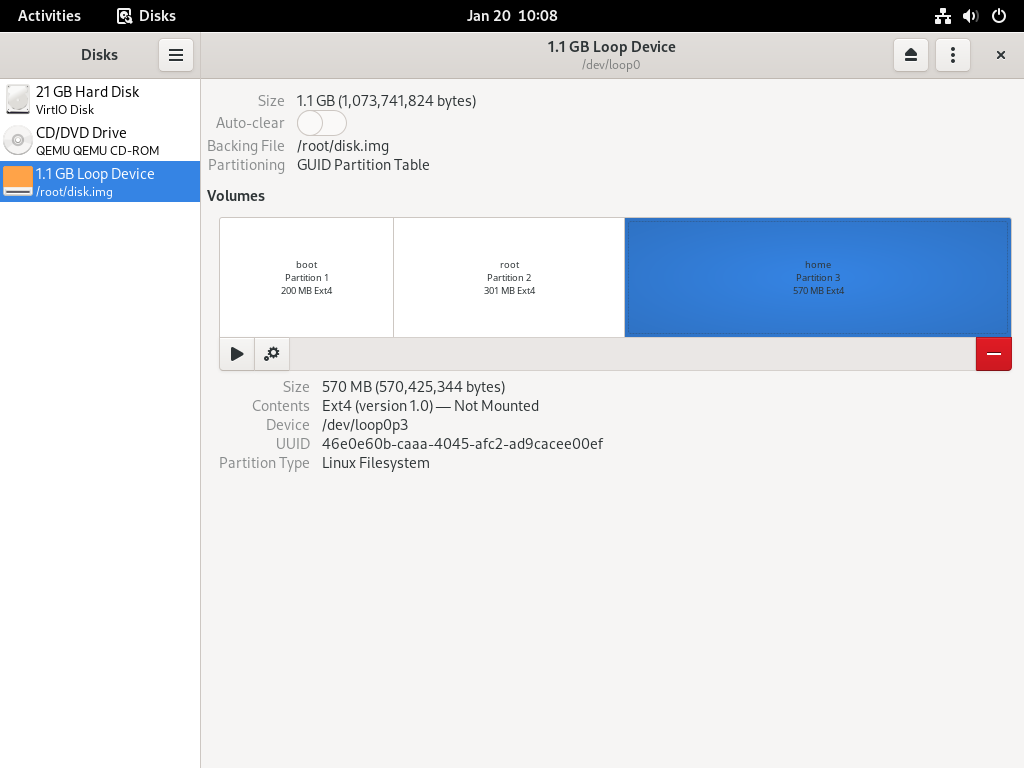 Activities
Disks
Jan 20 10:08
Disks
1.1 GB Loop Device
/dev/loop0
21 GB Hard Disk
VirtIO Disk
CD/DVD Drive
QEMU QEMU CD-ROM
1.1 GB Loop Device
/root/disk.img
Size 1.1 GB (1,073,741,824 bytes)
Auto-clear
Backing File /root/disk.img
Partitioning GUID Partition Table
Volumes
boot
Partition 1
200 MB Ext4
root
Partition 2
301 MB Ext4
home
Partition 3
570 MB Ext4
Size 570 MB (570,425,344 bytes)
Contents Ext4 (version 1.0) — Not Mounted
Device /dev/loop0p3
UUID 46e0e60b-caaa-4045-afc2-ad9cacee00ef
Partition Type Linux Filesystem